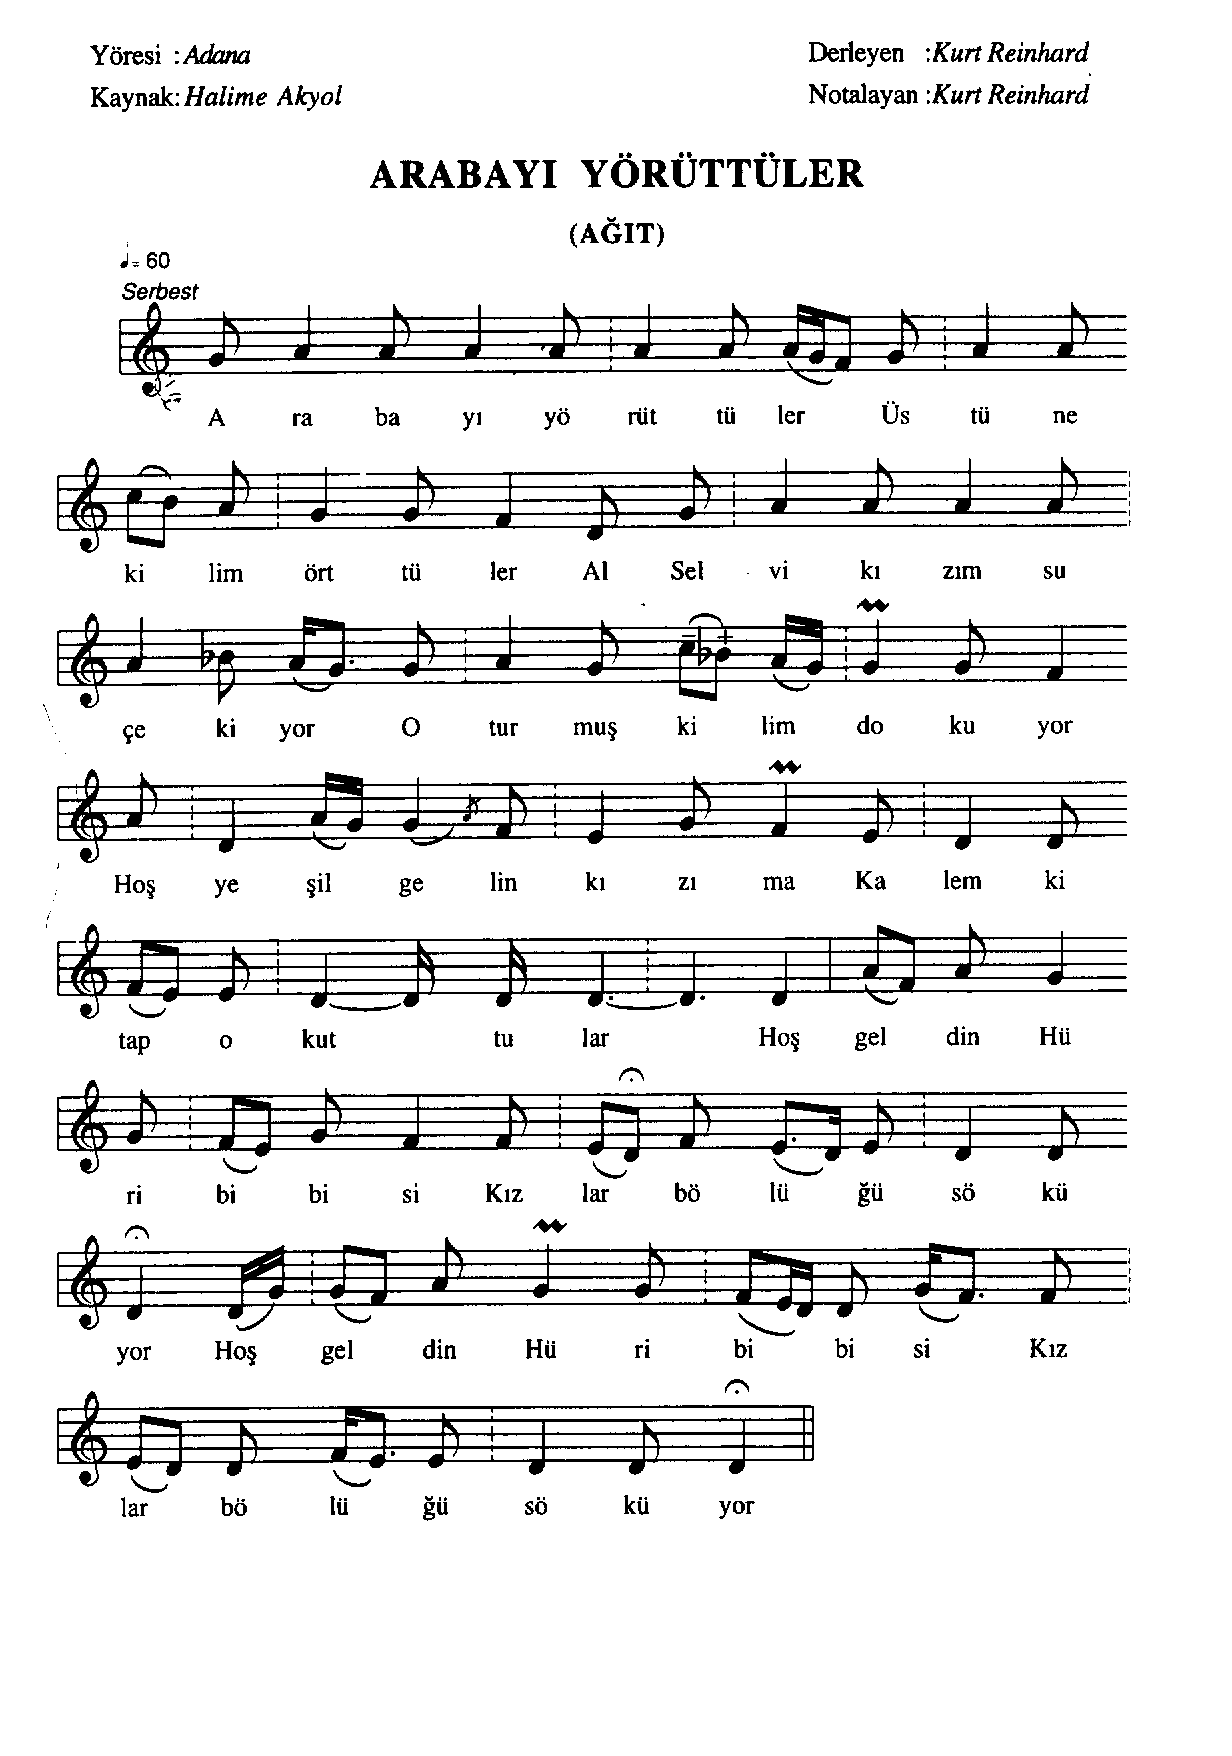 Yöresi :Adana
Derleyen :Kurt Reinhard
Kaynak:Halime Akyol
Notalayan :Kurt Reinhard
ARABAYI YÖRÜTTÜLER
(AĞIT)
♩= 60
Serbest
A ra ba yı yö rüt tü ler Üs tü ne
ki lim ört tü ler Al Sel vi kı zım su
çe ki yor O tur muş ki lim do ku yor
Hoş ye şil ge lin kı zı ma Ka lem ki
tap o kut tu lar Hoş gel din Hü
ri bi bi si Kız lar bö lü ğü sö kü
yor Hoş gel din Hü ri bi bi si Kız
lar bö lü ğü sö kü yor